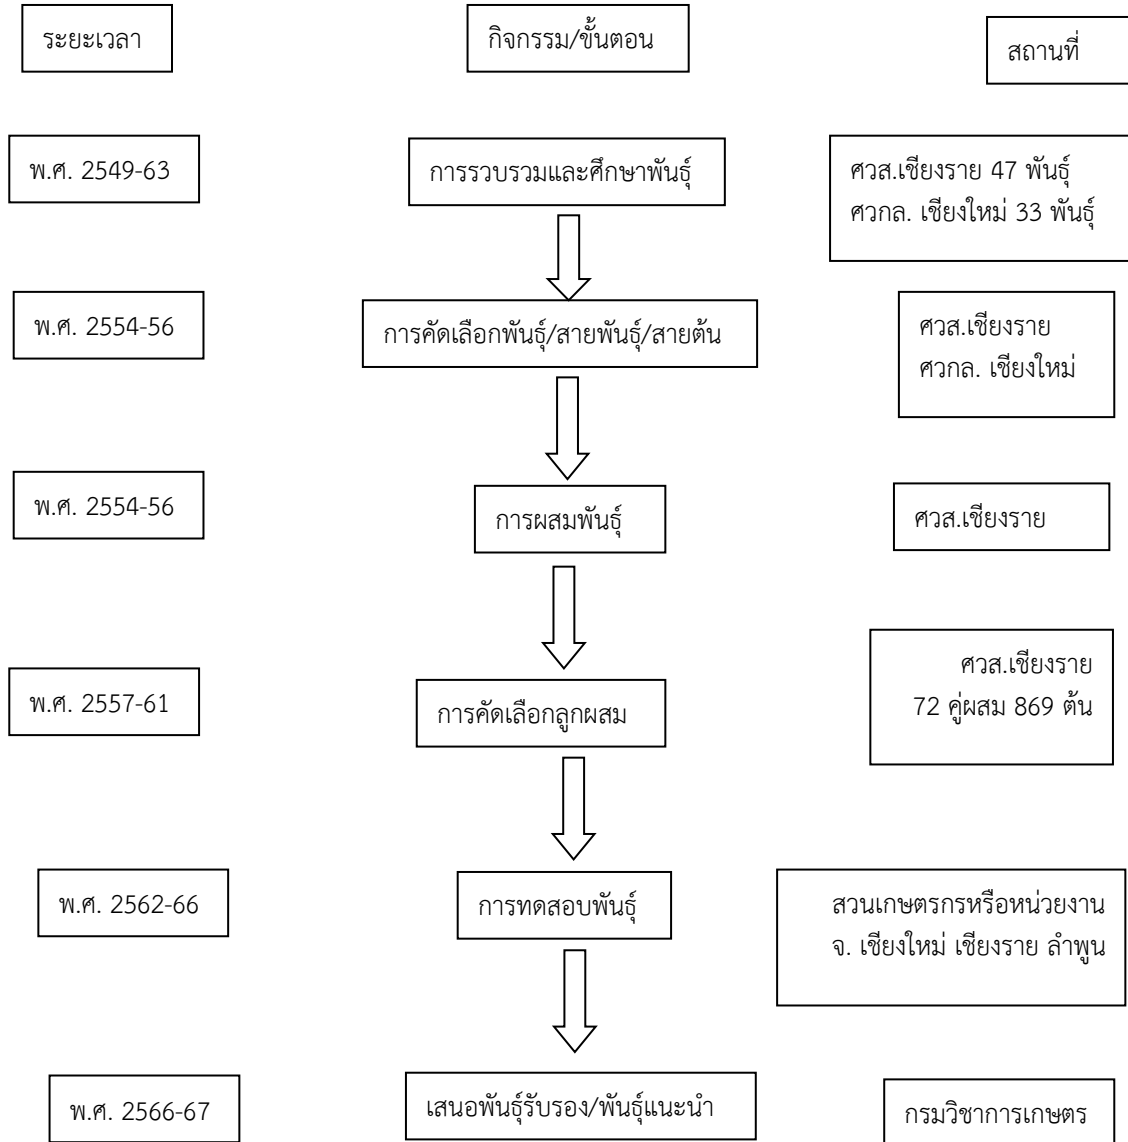 ระยะเวลา
กิจกรรม/ขั้นตอน
สถานที่
พ.ศ. 2549-63
การรวบรวมและศึกษาพันธุ์
ศวส.เชียงราย 47 พันธุ์
ศวกล. เชียงใหม่ 33 พันธุ์
พ.ศ. 2554-56
การคัดเลือกพันธุ์/สายพันธุ์/สายต้น
ศวส.เชียงราย
ศวกล. เชียงใหม่
พ.ศ. 2554-56
การผสมพันธุ์
ศวส.เชียงราย
พ.ศ. 2557-61
การคัดเลือกลูกผสม
ศวส.เชียงราย
72 คู่ผสม 869 ต้น
พ.ศ. 2562-66
การทดสอบพันธุ์
สวนเกษตรกรหรือหน่วยงาน
จ. เชียงใหม่ เชียงราย ลำพูน
พ.ศ. 2566-67
เสนอพันธุ์รับรอง/พันธุ์แนะนำ
กรมวิชาการเกษตร